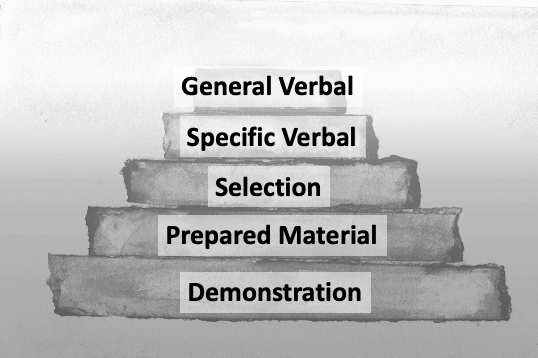 General Verbal
Specific Verbal
Selection
Prepared Material
Demonstration